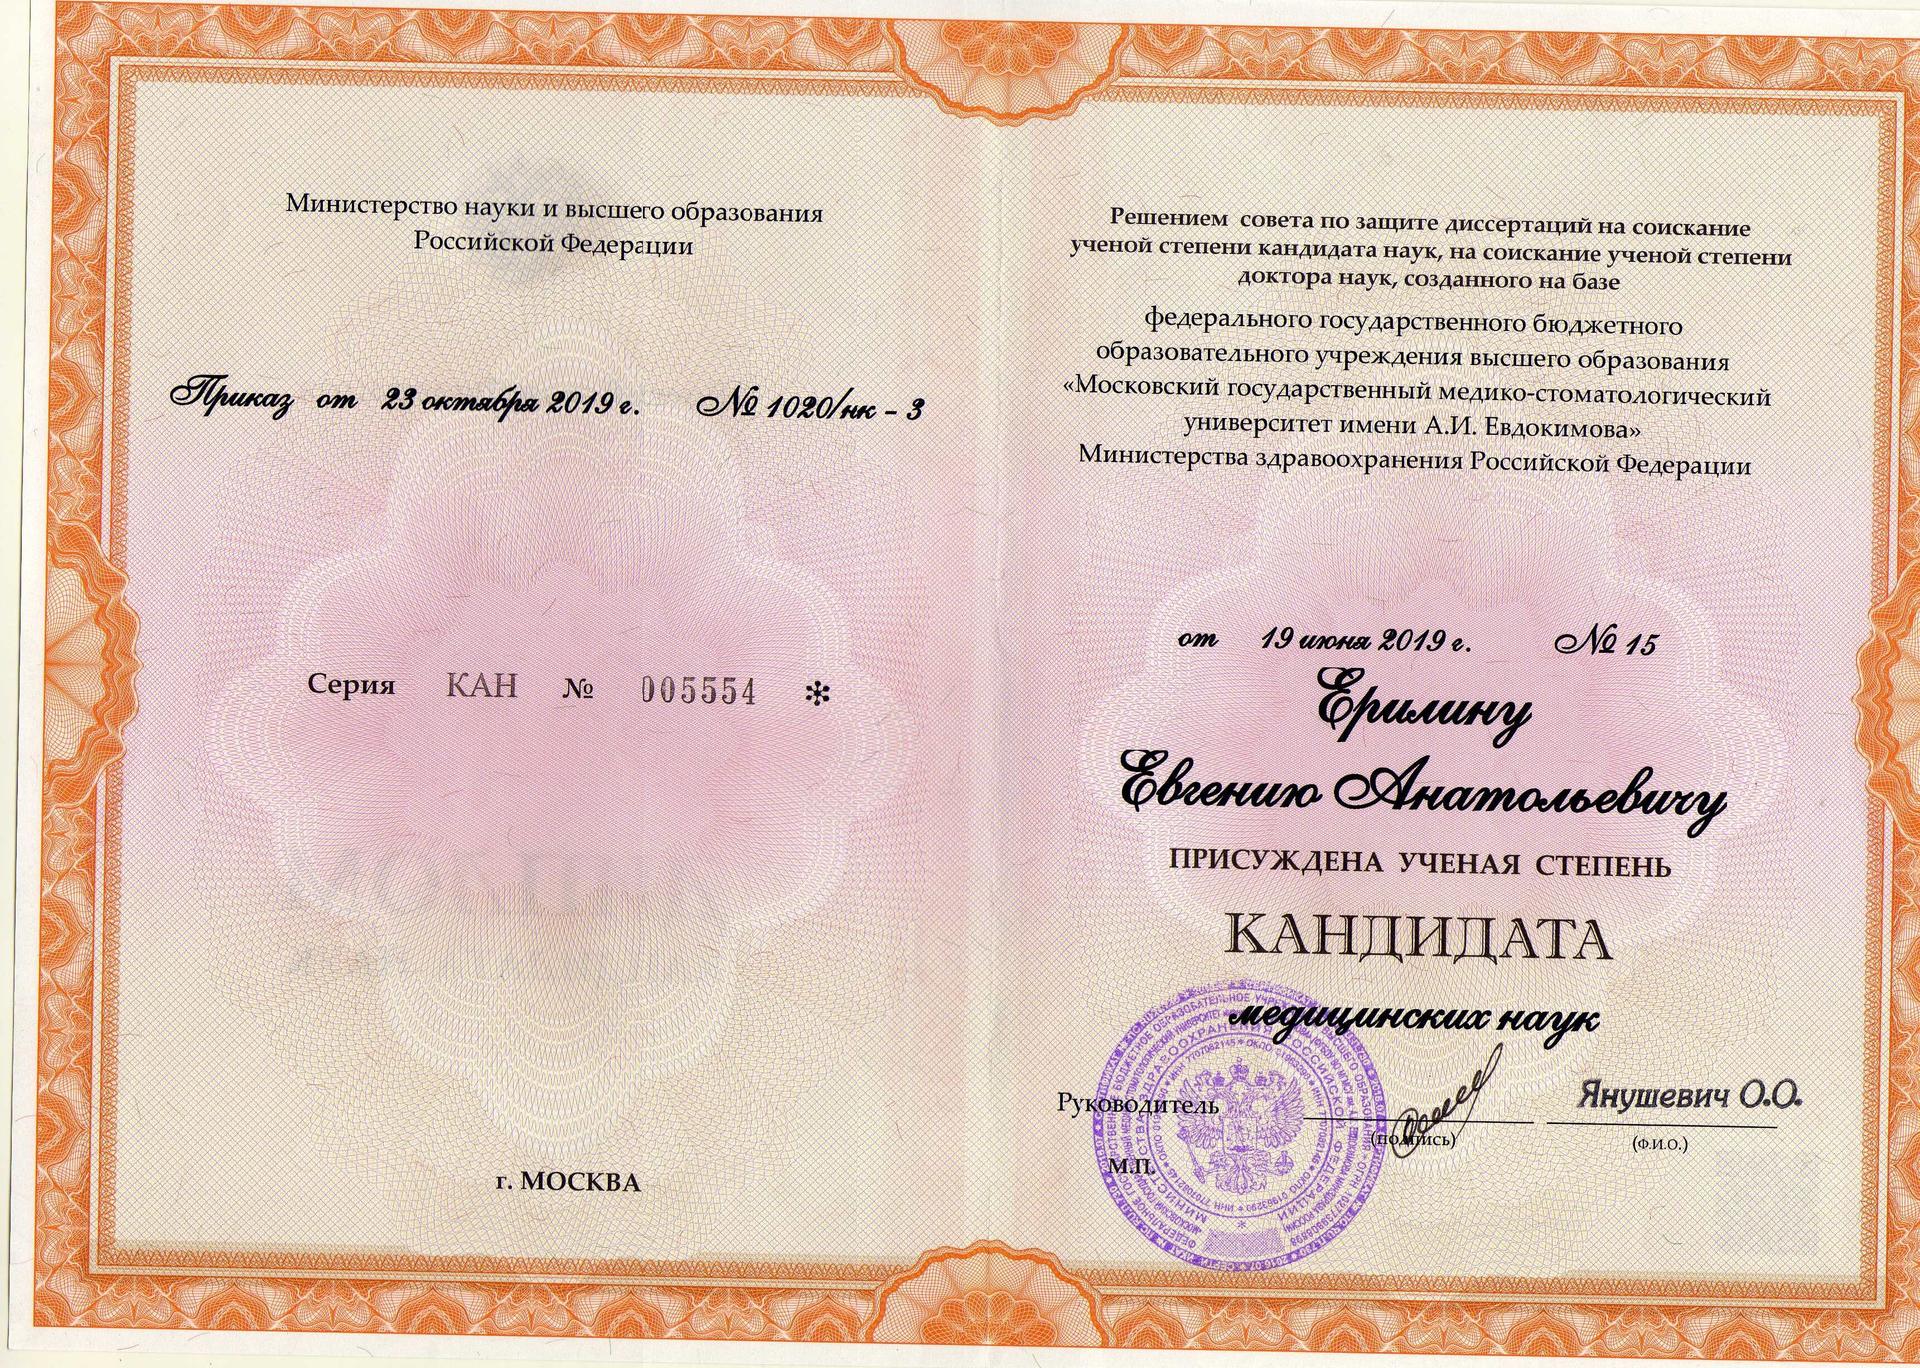 Министерство науки и высшего образования
Российской Федерации
Приказ от 23 октября 2019 г. № 1020/нк – 3
Серия КАН № 005554 *
г. МОСКВА
Решением совета по защите диссертаций на соискание
ученой степени кандидата наук, на соискание ученой степени
доктора наук, созданного на базе
федерального государственного бюджетного
образовательного учреждения высшего образования
«Московский государственный медико-стоматологический
университет имени А.И. Евдокимова»
Министерства здравоохранения Российской Федерации
от 19 июня 2019 г. № 15
Ерилину
Евгению Анатольевичу
ПРИСУЖДЕНА УЧЕНАЯ СТЕПЕНЬ
КАНДИДАТА
медицинских наук
Руководитель
Янушевич О.О.
(подпись)
(Ф.И.О.)
М.П.
МИНИСТЕРСТВА ЗДРАВООХРАНЕНИЯ РОССИЙСКОЙ ФЕДЕРАЦИИ